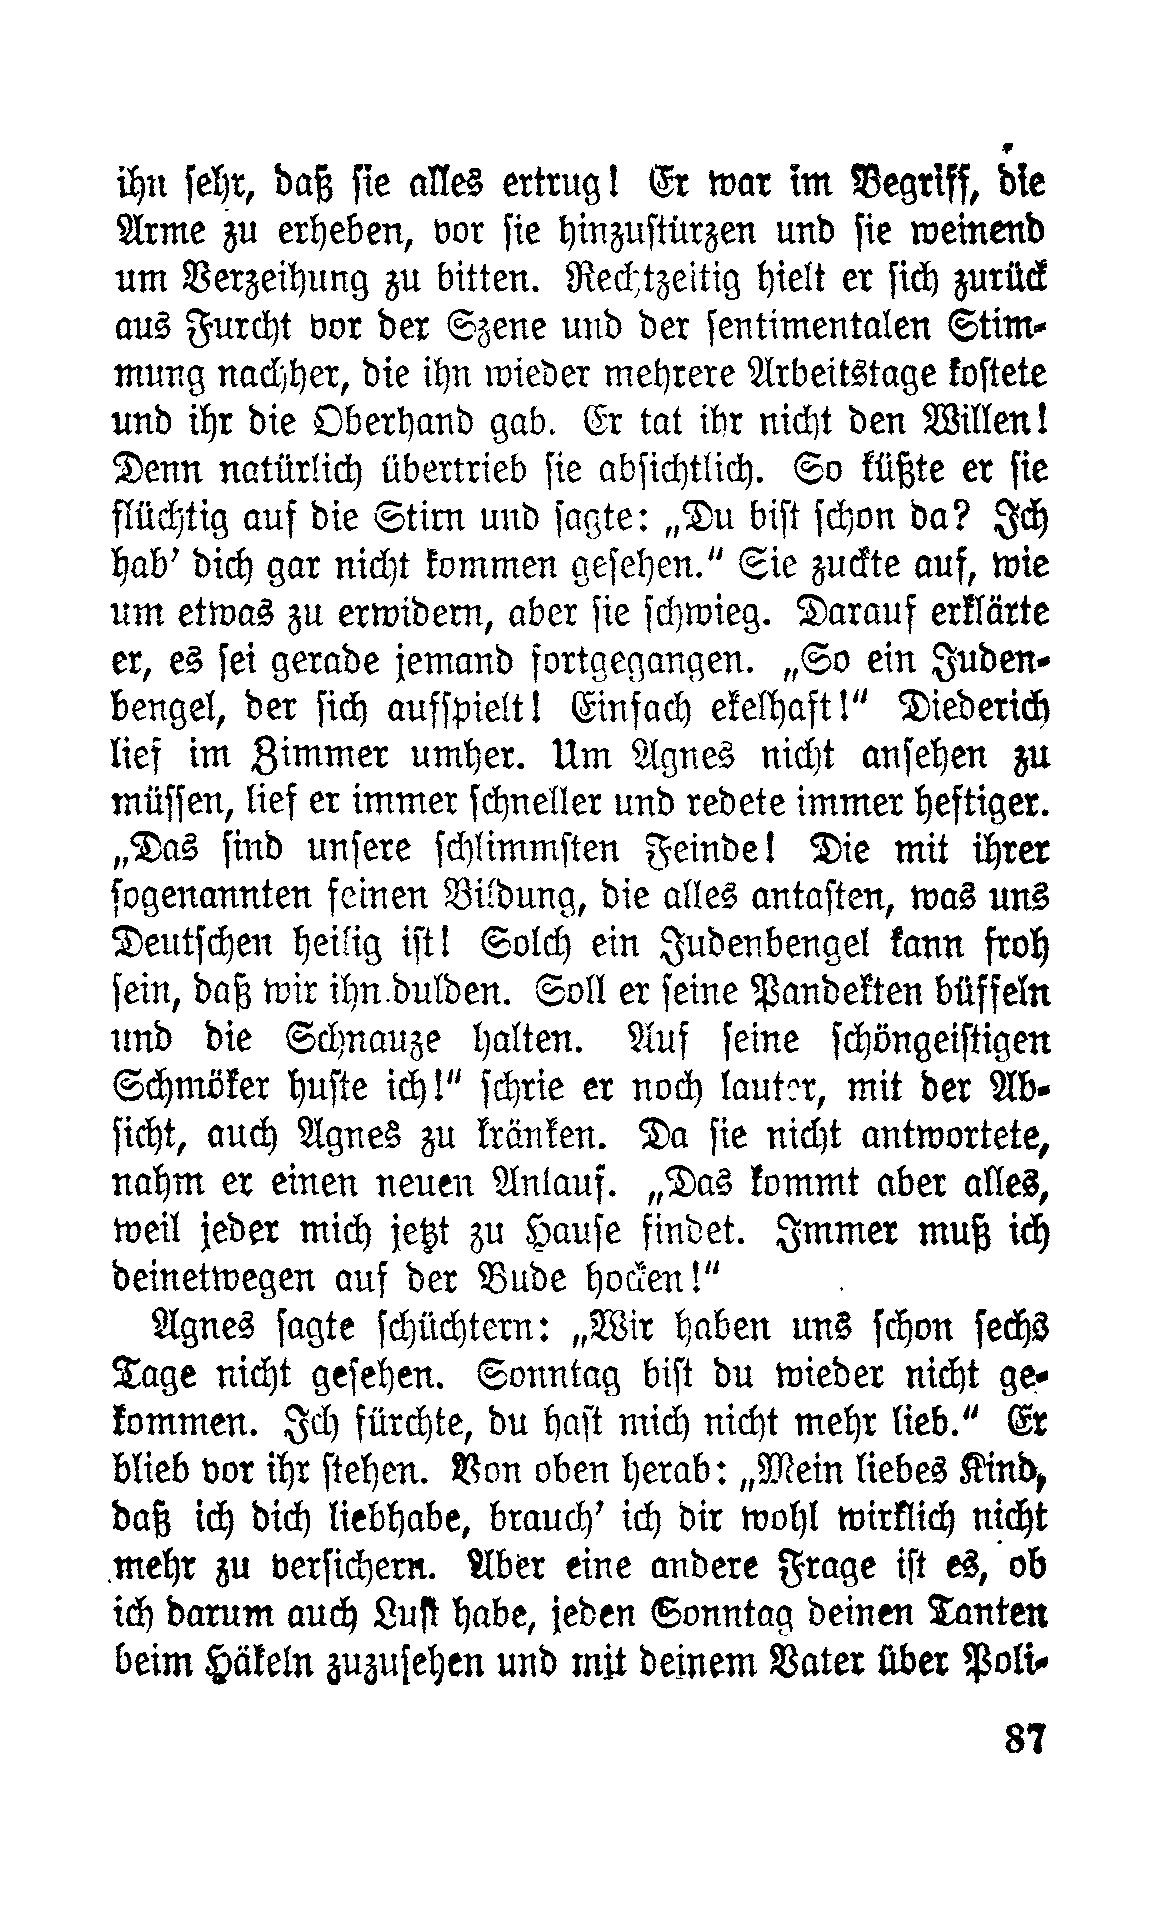 ihn sehr, daß sie alles ertrug! Er war im Begriff, die
Arme zu erheben, vor sie hinzustürzen und sie weinend
um Verzeihung zu bitten. Rechtzeitig hielt er sich zurück
aus Furcht vor der Szene und der sentimentalen Stim-
mung nachher, die ihn wieder mehrere Arbeitstage kostete
und ihr die Oberhand gab. Er tat ihr nicht den Willen!
Denn natürlich übertrieb sie absichtlich. So küßte er sie
flüchtig auf die Stirn und sagte: „Du bist schon da? Ich
hab' dich gar nicht kommen gesehen." Sie zuckte auf, wie
um etwas zu erwidern, aber sie schwieg. Darauf erklärte
er, es sei gerade jemand fortgegangen. „So ein Juden-
bengel, der sich aufspielt! Einfach ekelhaft!" Diederich
lief im Zimmer umher. Um Agnes nicht ansehen zu
müssen, lief er immer schneller und redete immer heftiger.
„Das sind unsere schlimmsten Feinde! Die mit ihrer
sogenannten feinen Bildung, die alles antasten, was uns
Deutschen heilig ist! Solch ein Judenbengel kann froh
sein, daß wir ihn dulden. Soll er seine Pandekten büffeln
und die Schnauze halten. Auf seine schöngeistigen
Schmöker huste ich!" schrie er noch lauter, mit der Ab-
sicht, auch Agnes zu kränken. Da sie nicht antwortete,
nahm er einen neuen Anlauf. „Das kommt aber alles,
weil jeder mich jetzt zu Hause findet. Immer muß ich
deinetwegen auf der Bude hocken!"
Agnes sagte schüchtern: „Wir haben uns schon sechs
Tage nicht gesehen. Sonntag bist du wieder nicht ge-
kommen. Ich fürchte, du hast mich nicht mehr lieb." Er
blieb vor ihr stehen. Von oben herab: „Mein liebes Kind,
daß ich dich liebhabe, brauch' ich dir wohl wirklich nicht
mehr zu versichern. Aber eine andere Frage ist es, ob
ich darum auch Lust habe, jeden Sonntag deinen Tanten
beim Häkeln zuzusehen und mit deinem Vater über Poli-
87